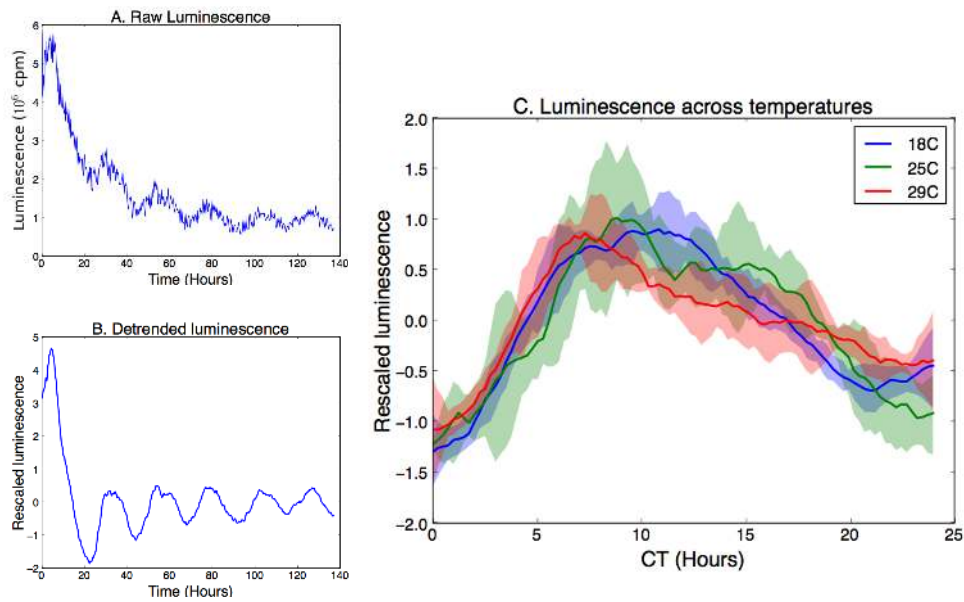 A. Raw Luminescence
6
5
4
3
2
1
0
Luminescence (10⁶ cpm)
0 20 40 60 80 100 120 140
Time (Hours)
B. Detrended luminescence
5
4
3
2
1
0
−1
−2
Rescaled luminescence
0 20 40 60 80 100 120 140
Time (Hours)
C. Luminescence across temperatures
2.0
1.5
1.0
0.5
0.0
−0.5
−1.0
−1.5
−2.0
Rescaled luminescence
18C
25C
29C
0 5 10 15 20 25
CT (Hours)